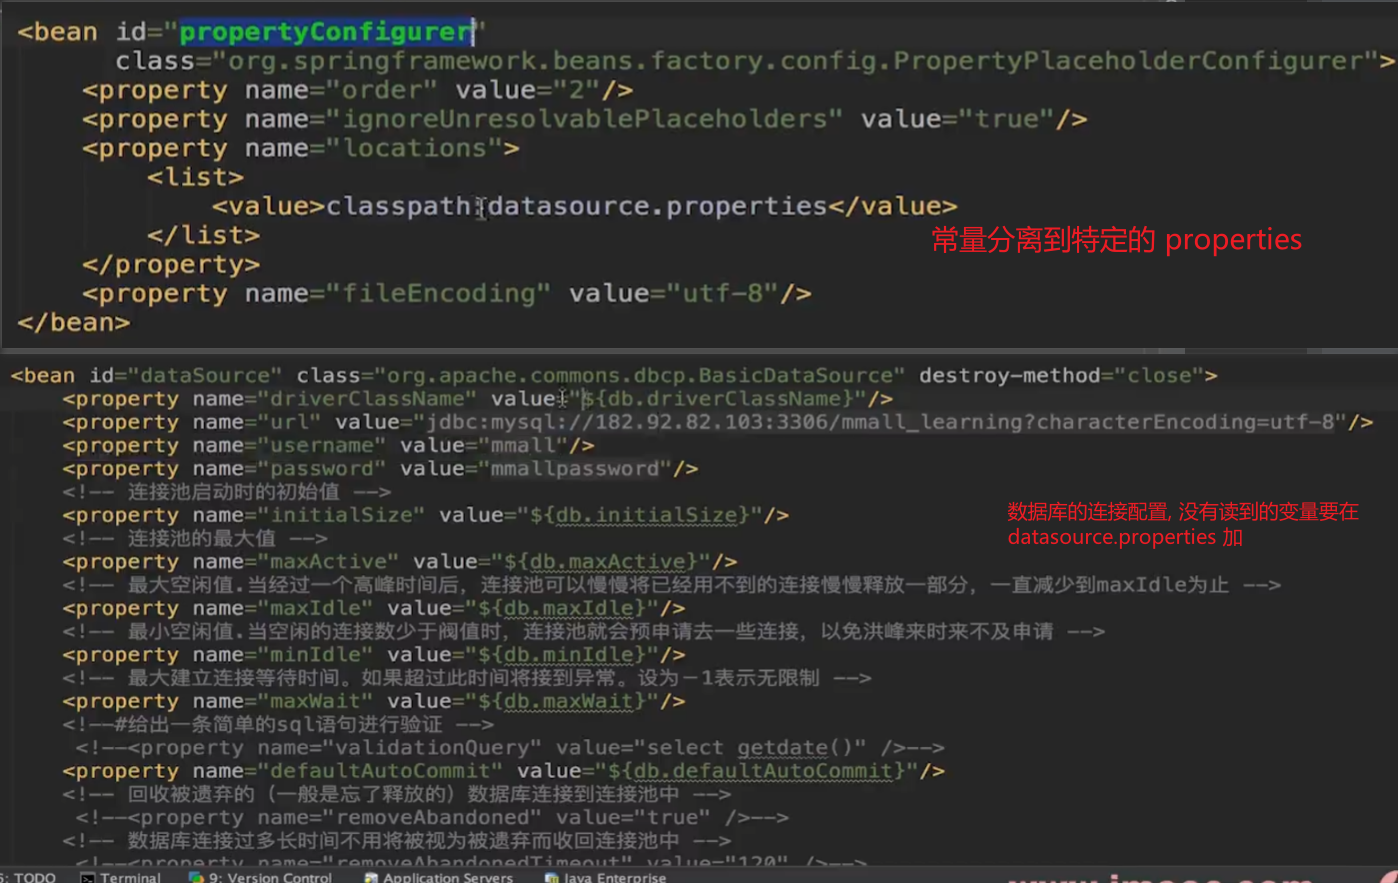 <bean id="propertyConfigurer"
class="org.springframework.beans.factory.config.PropertyPlaceholderConfigurer">
<property name="order" value="2"/>
<property name="ignoreUnresolvablePlaceholders" value="true"/>
<property name="locations">
<list>
<value>classpath:datasource.properties</value>
</list>
常量分离到特定的 properties
</property>
<property name="fileEncoding" value="utf-8"/>
</bean>
<bean id="dataSource" class="org.apache.commons.dbcp.BasicDataSource" destroy-method="close">
<property name="driverClassName" value="${db.driverClassName}"/>
<property name="url" value="jdbc:mysql://182.92.82.103:3306/mmall_learning?characterEncoding=utf-8"/>
<property name="username" value="mmall"/>
<property name="password" value="mmallpassword"/>
<!-- 连接池启动时的初始值 -->
<property name="initialSize" value="${db.initialSize}"/>
数据库的连接配置, 没有读到的变量要在
datasource.properties 加
<!-- 连接池的最大值 -->
<property name="maxActive" value="${db.maxActive}"/>
<!-- 最大空闲值.当经过一个高峰时间后，连接池可以慢慢将已经用不到的连接慢慢释放一部分，一直减少到maxIdle为止 -->
<property name="maxIdle" value="${db.maxIdle}"/>
<!-- 最小空闲值.当空闲的连接数少于阀值时，连接池就会预申请去一些连接，以免洪峰来时来不及申请 -->
<property name="minIdle" value="${db.minIdle}"/>
<!-- 最大建立连接等待时间。如果超过此时间将接到异常。设为－1表示无限制 -->
<property name="maxWait" value="${db.maxWait}"/>
<!--#给出一条简单的sql语句进行验证 -->
<!--<property name="validationQuery" value="select getdate()" />-->
<property name="defaultAutoCommit" value="${db.defaultAutoCommit}"/>
<!-- 回收被遗弃的（一般是忘了释放的）数据库连接到连接池中 -->
<!--<property name="removeAbandoned" value="true" />-->
<!-- 数据库连接过多长时间不用将被视为被遗弃而收回连接池中 -->
<!--<property name="removeAbandonedTimeout" value="120" />-->
6: TODO Terminal 9: Version Control Application Servers Java Enterprise
www.imooc.com